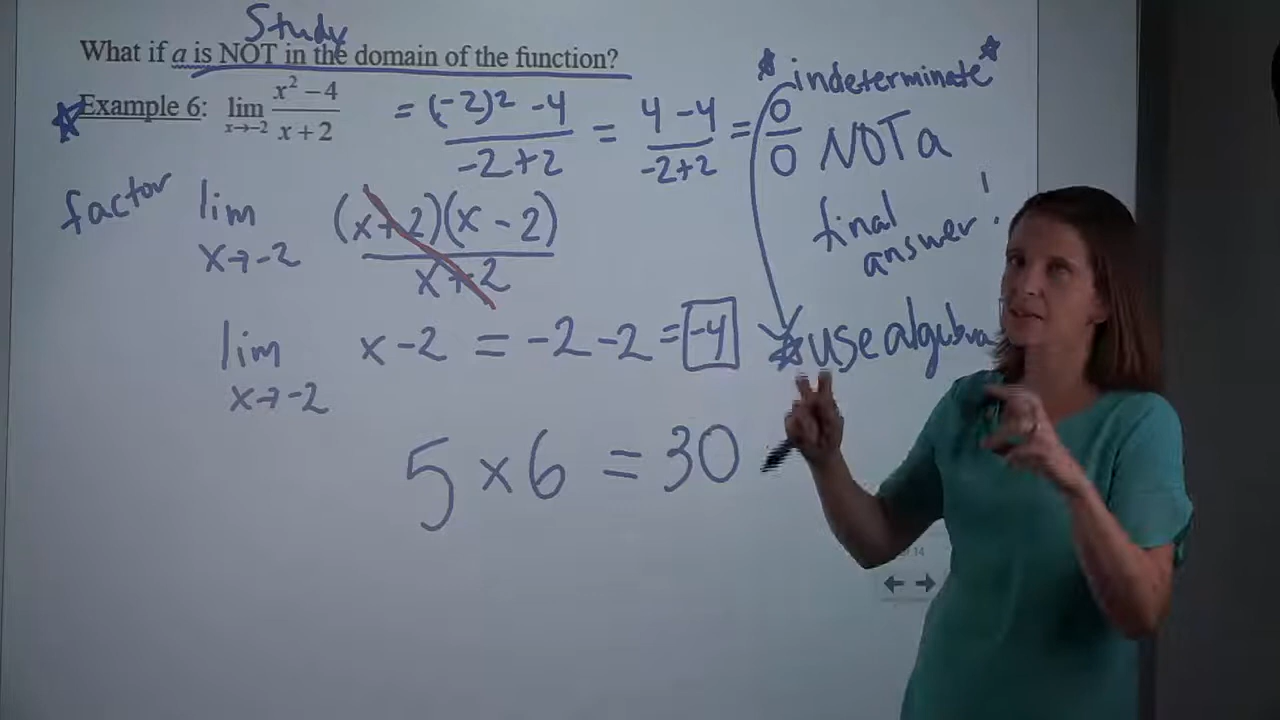 Study
What if a is NOT in the domain of the function?
Example 6: lim x→-2 x² – 4 / x + 2 = (-2)² - 4 / -2 + 2 = 4 - 4 / -2 + 2 = 0 / 0
indeterminate
NOT a
final
answer!
factor lim x→-2 (x+2)(x - 2) / x + 2
lim x→-2 x - 2 = -2 - 2 = -4
use algebra
5 × 6 = 30
14